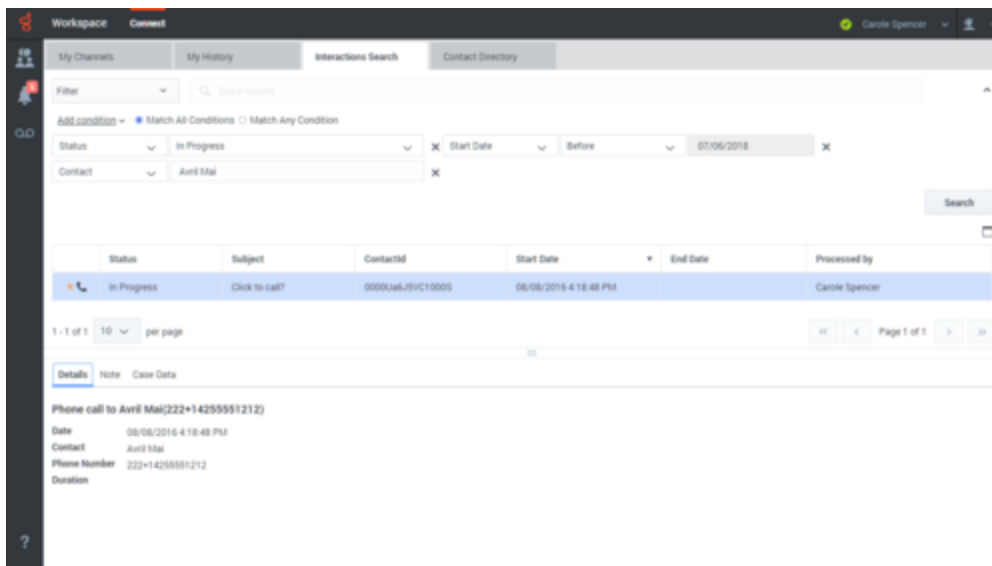 Workspace Connect Carole Spencer
My Channels My History Interactions Search Contact Directory
Filter Quick Search
Add condition Match All Conditions Match Any Condition
Status In Progress Start Date Before 07/06/2018
Contact Avril Mai
Search
Status Subject ContactId Start Date End Date Processed by
In Progress Click to call? 08/08/2016 4:18:48 PM Carole Spencer
1 - 1 of 1 10 per page Page 1 of 1
Details Note Case Data
Phone call to Avril Mai(222+14255551212)
Date 08/08/2016 4:18:48 PM
Contact Avril Mai
Phone Number 222+14255551212
Duration
?